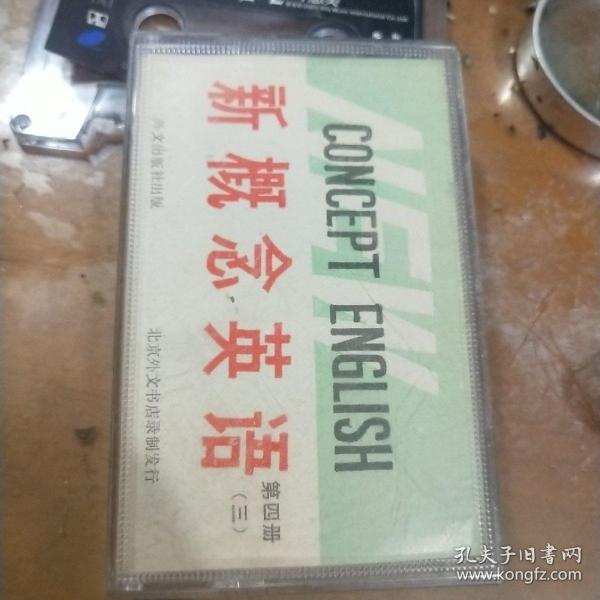 NEW
CONCEPT ENGLISH
新概念英语
第四册
(三)
外文出版社出版
北京外文书店录制发行
孔夫子旧书网
www.kongfz.com